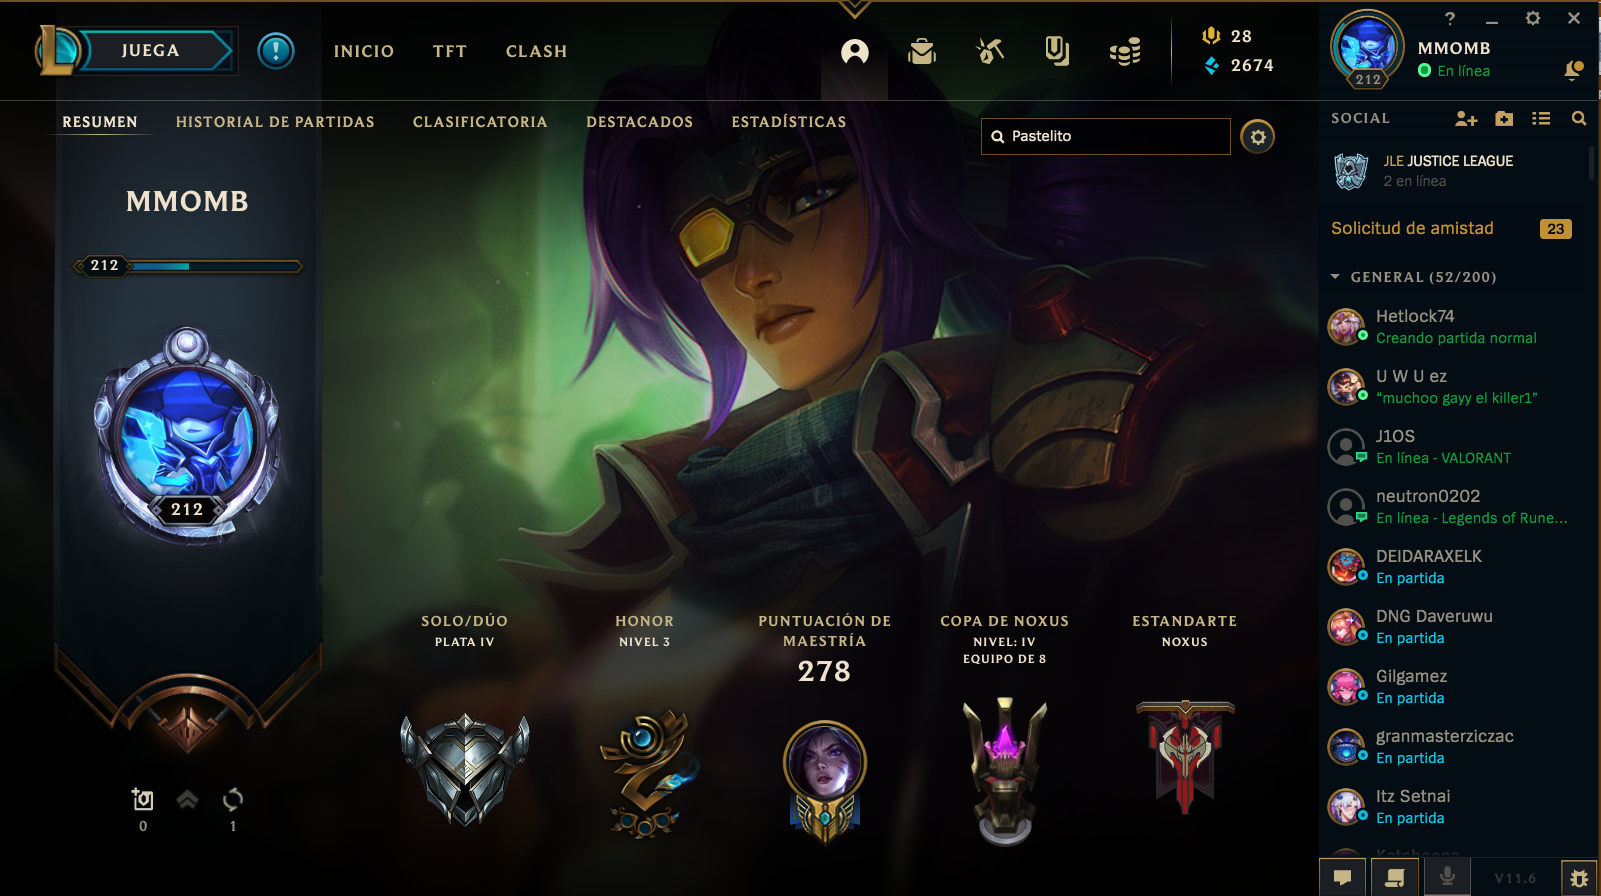 JUEGA
INICIO
TFT
CLASH
28
2674
212
MMOMB
En línea
RESUMEN
HISTORIAL DE PARTIDAS
CLASIFICATORIA
DESTACADOS
ESTADÍSTICAS
Pastelito
SOCIAL
JLE JUSTICE LEAGUE
2 en línea
Solicitud de amistad
23
GENERAL (52/200)
Hetlock74
Creando partida normal
U W U ez
“muchoo gayy el killer1”
J1OS
En línea - VALORANT
neutron0202
En línea - Legends of Rune...
DEIDARAXELK
En partida
DNG Daveruwu
En partida
Gilgamez
En partida
granmasterziczac
En partida
Itz Setnai
En partida
V11.6
MMOMB
212
212
0
1
SOLO/DÚO
PLATA IV
HONOR
NIVEL 3
PUNTUACIÓN DE
MAESTRÍA
278
COPA DE NOXUS
NIVEL: IV
EQUIPO DE 8
ESTANDARTE
NOXUS